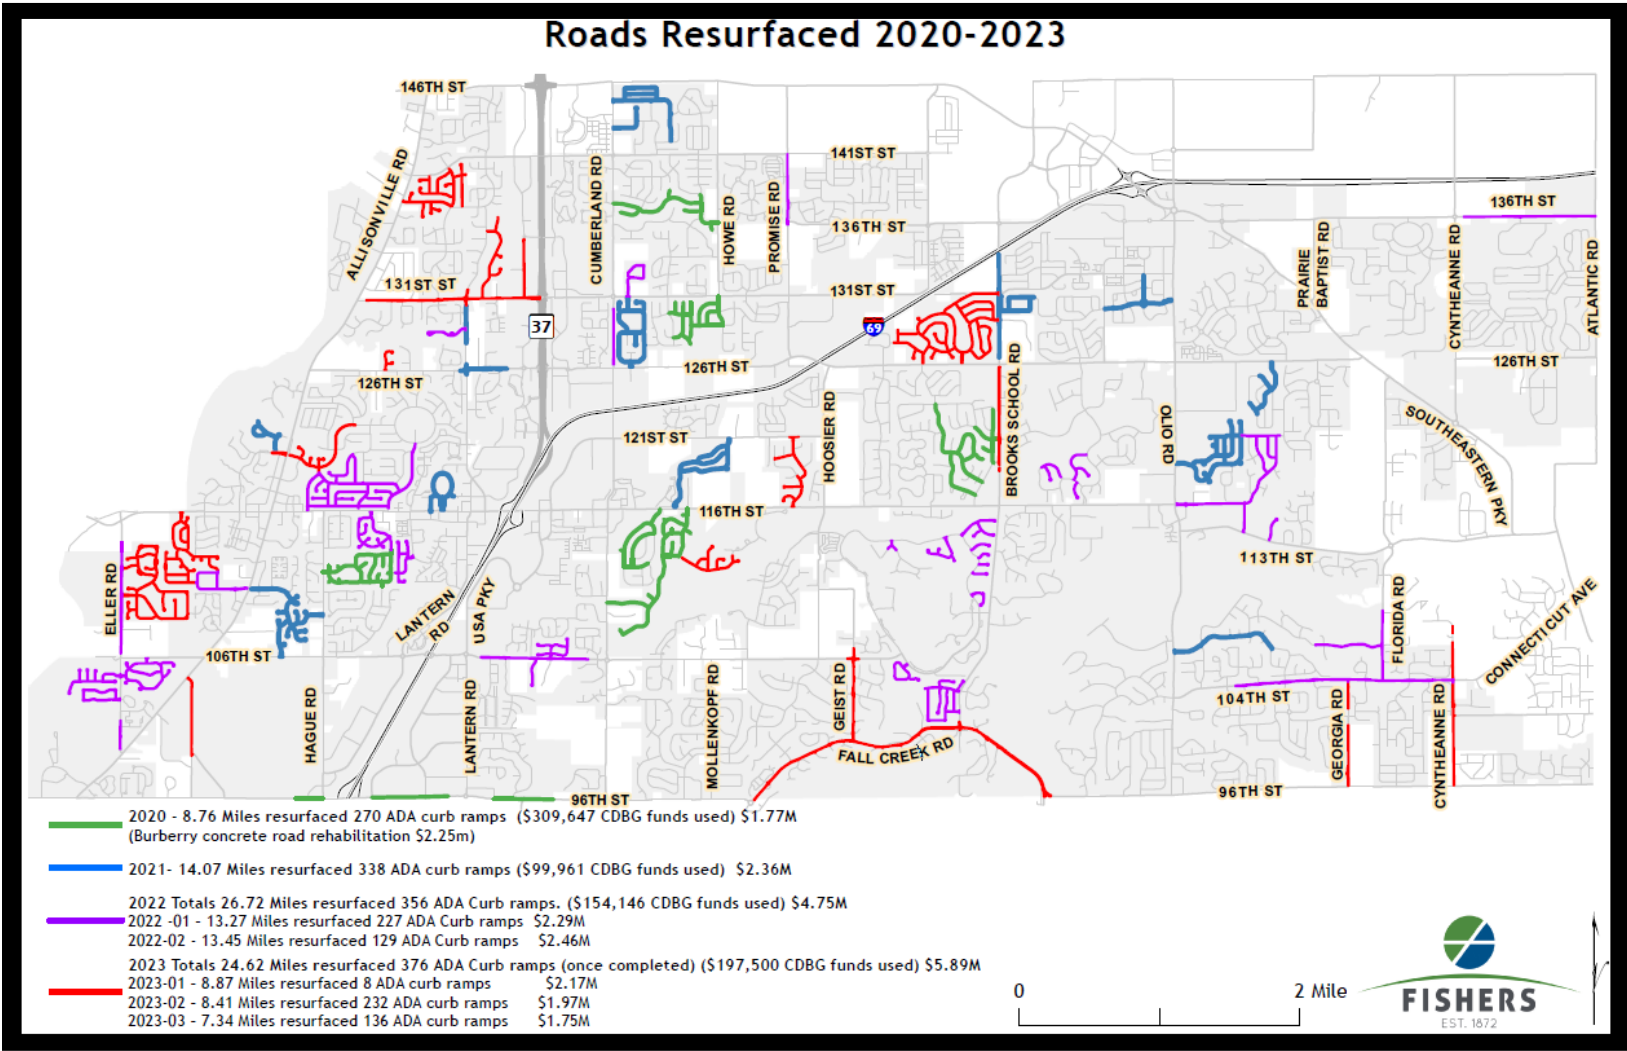 Roads Resurfaced 2020-2023
146TH ST
ALLISONVILLE RD
CUMBERLAND RD
141ST ST
HOWE RD
PROMISE RD
136TH ST
136TH ST
PRAIRIE
BAPTIST RD
CYNTHEANNE RD
ATLANTIC RD
131ST ST
131ST ST
37
69
126TH ST
126TH ST
126TH ST
BROOKS SCHOOL RD
HOOSIER RD
OLIO RD
SOUTHEASTERN PKY
121ST ST
116TH ST
113TH ST
ELLER RD
LANTERN
RD
USA PKY
FLORIDA RD
CONNECTICUT AVE
106TH ST
HAGUE RD
LANTERN RD
MOLLENKOPF RD
GEIST RD
FALL CREEK RD
104TH ST
GEORGIA RD
CYNTHEANNE RD
96TH ST
96TH ST
2020 - 8.76 Miles resurfaced 270 ADA curb ramps ($309,647 CDBG funds used) $1.77M
(Burberry concrete road rehabilitation $2.25m)
2021- 14.07 Miles resurfaced 338 ADA curb ramps ($99,961 CDBG funds used) $2.36M
2022 Totals 26.72 Miles resurfaced 356 ADA Curb ramps. ($154,146 CDBG funds used) $4.75M
2022 -01 - 13.27 Miles resurfaced 227 ADA Curb ramps $2.29M
2022-02 - 13.45 Miles resurfaced 129 ADA Curb ramps $2.46M
2023 Totals 24.62 Miles resurfaced 376 ADA Curb ramps (once completed) ($197,500 CDBG funds used) $5.89M
2023-01 - 8.87 Miles resurfaced 8 ADA curb ramps $2.17M
2023-02 - 8.41 Miles resurfaced 232 ADA curb ramps $1.97M
2023-03 - 7.34 Miles resurfaced 136 ADA curb ramps $1.75M
0 2 Mile
FISHERS
EST. 1872